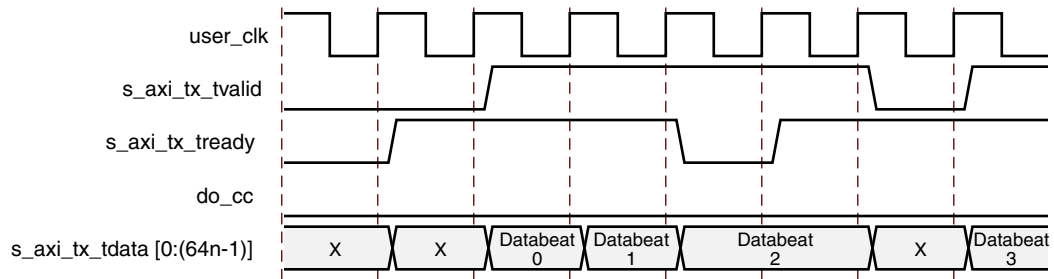 user_clk
s_axi_tx_tvalid
s_axi_tx_tready
do_cc
s_axi_tx_tdata [0:(64n-1)]
X
X
Databeat
0
Databeat
1
Databeat
2
X
Databeat
3